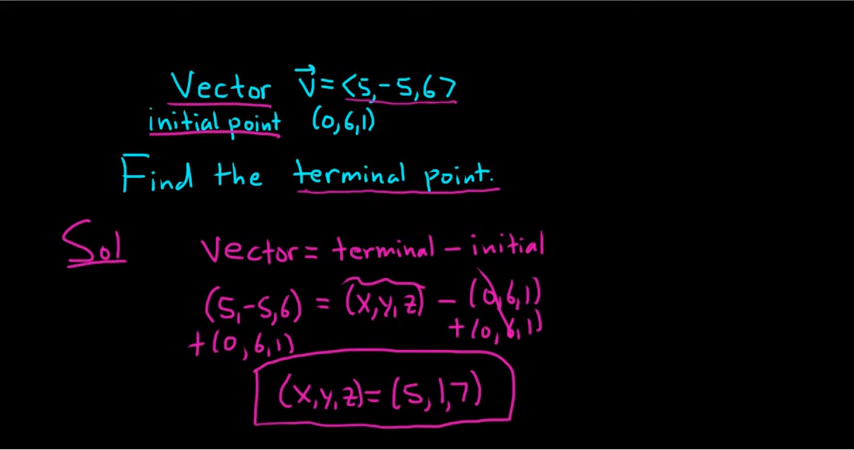 Vector v⃗ = <5, -5, 6>
initial point (0, 6, 1)
Find the terminal point.
Sol vector = terminal - initial
(5, -5, 6) = (x, y, z) - (0, 6, 1)
+(0, 6, 1) +(0, 6, 1)
(x, y, z) = (5, 1, 7)